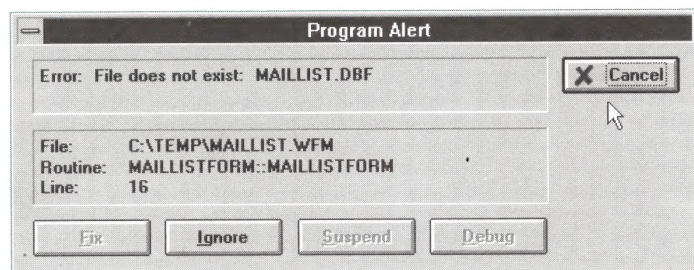 Program Alert
Error: File does not exist: MAILLIST.DBF
Cancel
File: C:\TEMP\MAILLIST.WFM
Routine: MAILLISTFORM::MAILLISTFORM
Line: 16
Fix
Ignore
Suspend
Debug